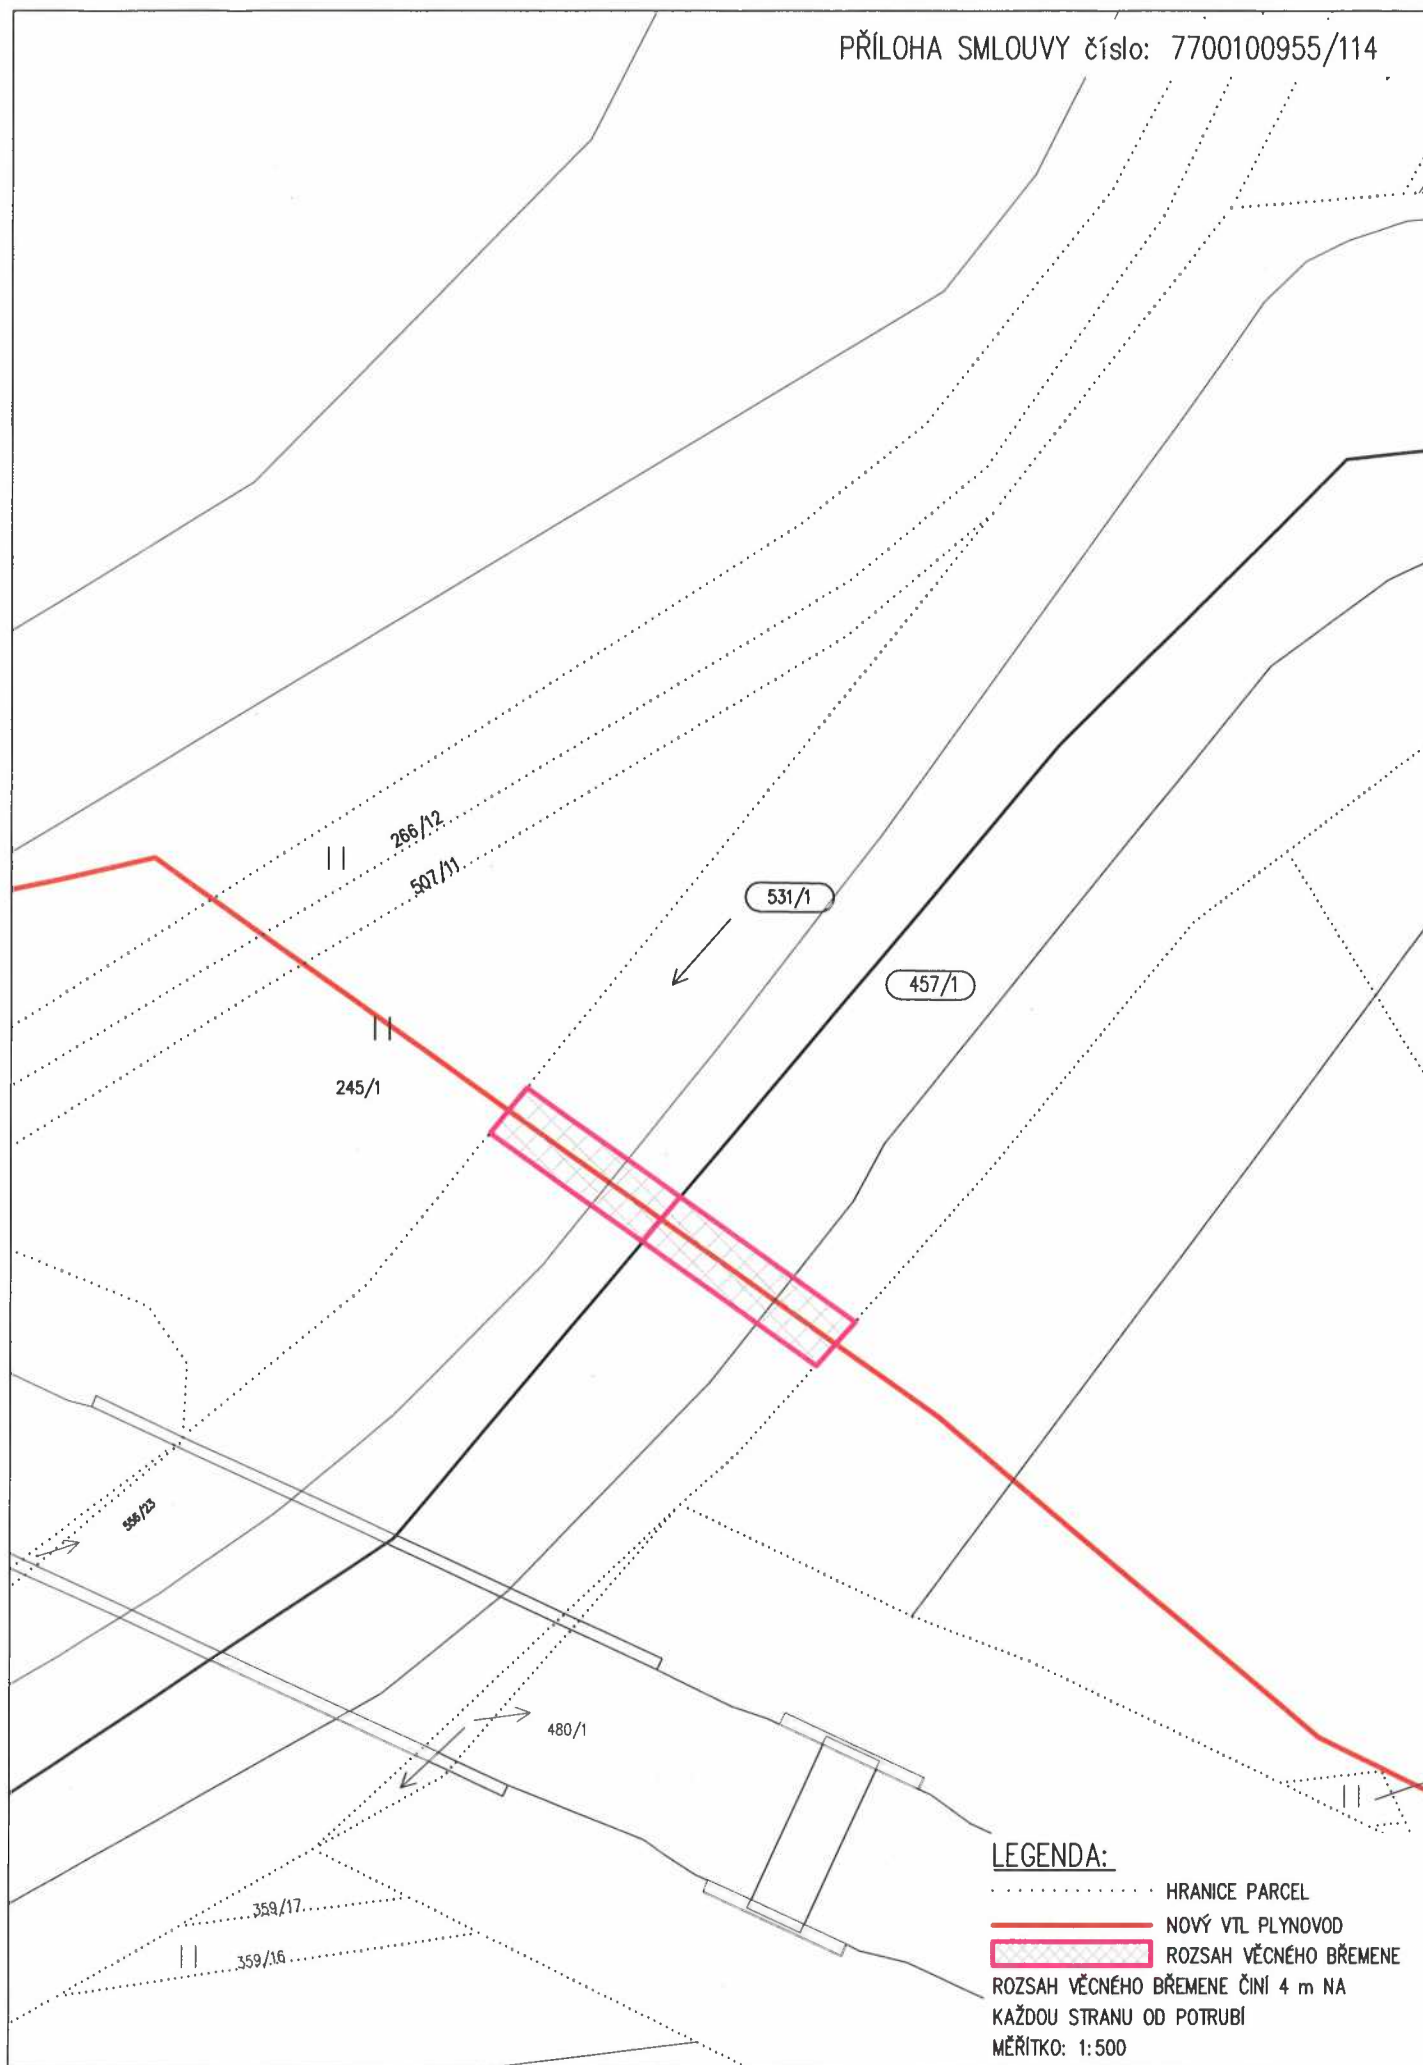 PŘÍLOHA SMLOUVY číslo: 7700100955/114
266/12
507/11
531/1
457/1
245/1
556/23
480/1
359/17
359/16
LEGENDA:
HRANICE PARCEL
NOVÝ VTL PLYNOVOD
ROZSAH VĚCNÉHO BŘEMENE
ROZSAH VĚCNÉHO BŘEMENE ČINÍ 4 m NA
KAŽDOU STRANU OD POTRUBÍ
MĚŘÍTKO: 1:500